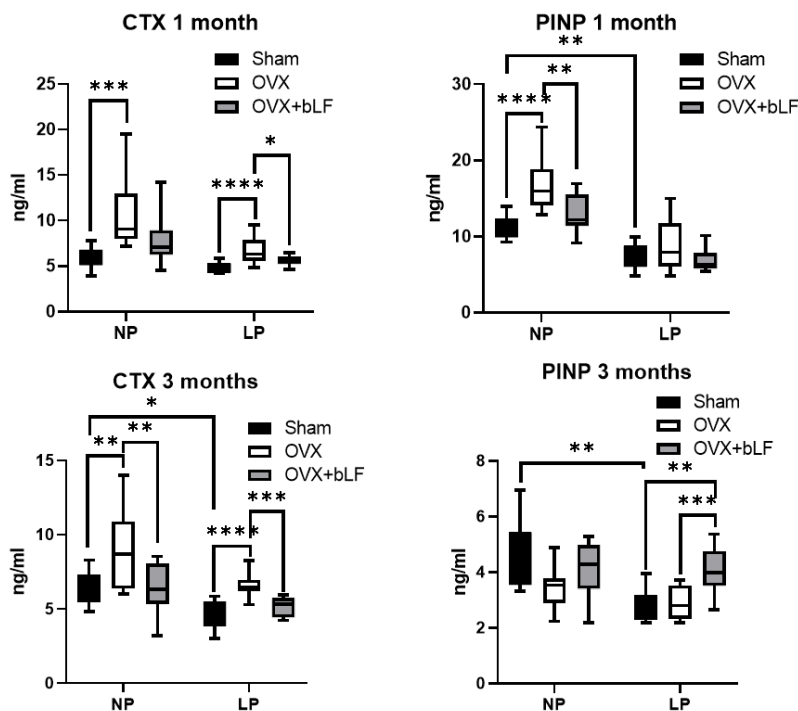 CTX 1 month
Sham
OVX
OVX+bLF
***
*
****
25
20
15
10
5
0
ng/ml
NP
LP
PINP 1 month
**
Sham
OVX
OVX+bLF
**
****
30
20
10
0
ng/ml
NP
LP
CTX 3 months
*
Sham
OVX
OVX+bLF
**
**
***
****
15
10
5
0
ng/ml
NP
LP
PINP 3 months
Sham
OVX
OVX+bLF
**
**
***
8
6
4
2
0
ng/ml
NP
LP